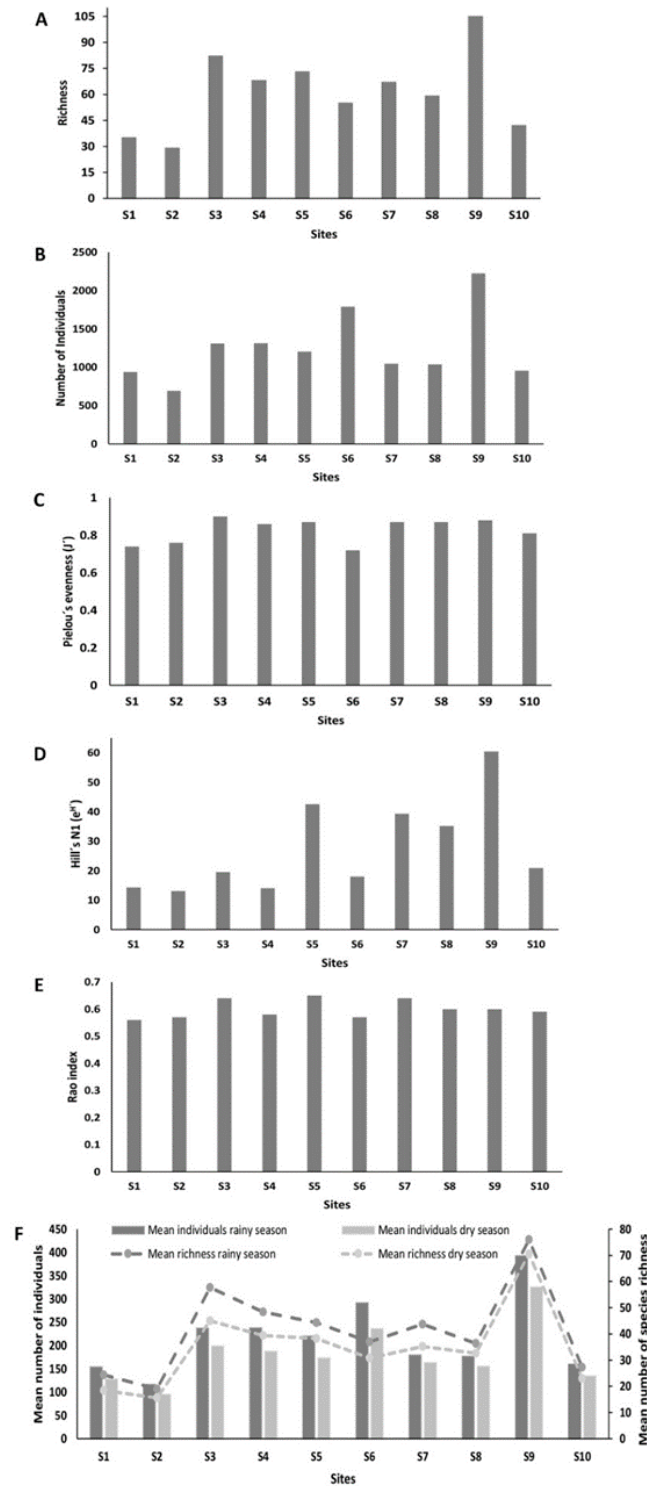 A
Richness
105
90
75
60
45
30
15
0
S1 S2 S3 S4 S5 S6 S7 S8 S9 S10
Sites
B
Number of Individuals
2500
2000
1500
1000
500
0
S1 S2 S3 S4 S5 S6 S7 S8 S9 S10
Sites
C
Pielou´s evenness (J´)
1
0.8
0.6
0.4
0.2
0
S1 S2 S3 S4 S5 S6 S7 S8 S9 S10
Sites
D
Hill´s N1 (eᴴ´)
60
50
40
30
20
10
0
S1 S2 S3 S4 S5 S6 S7 S8 S9 S10
Sites
E
Rao index
0.7
0.6
0.5
0.4
0.3
0.2
0.1
0
S1 S2 S3 S4 S5 S6 S7 S8 S9 S10
Sites
F
Mean individuals rainy season
Mean individuals dry season
Mean richness rainy season
Mean richness dry season
Mean number of individuals
450
400
350
300
250
200
150
100
50
0
80
70
60
50
40
30
20
10
0
Mean number of species richness
S1 S2 S3 S4 S5 S6 S7 S8 S9 S10
Sites